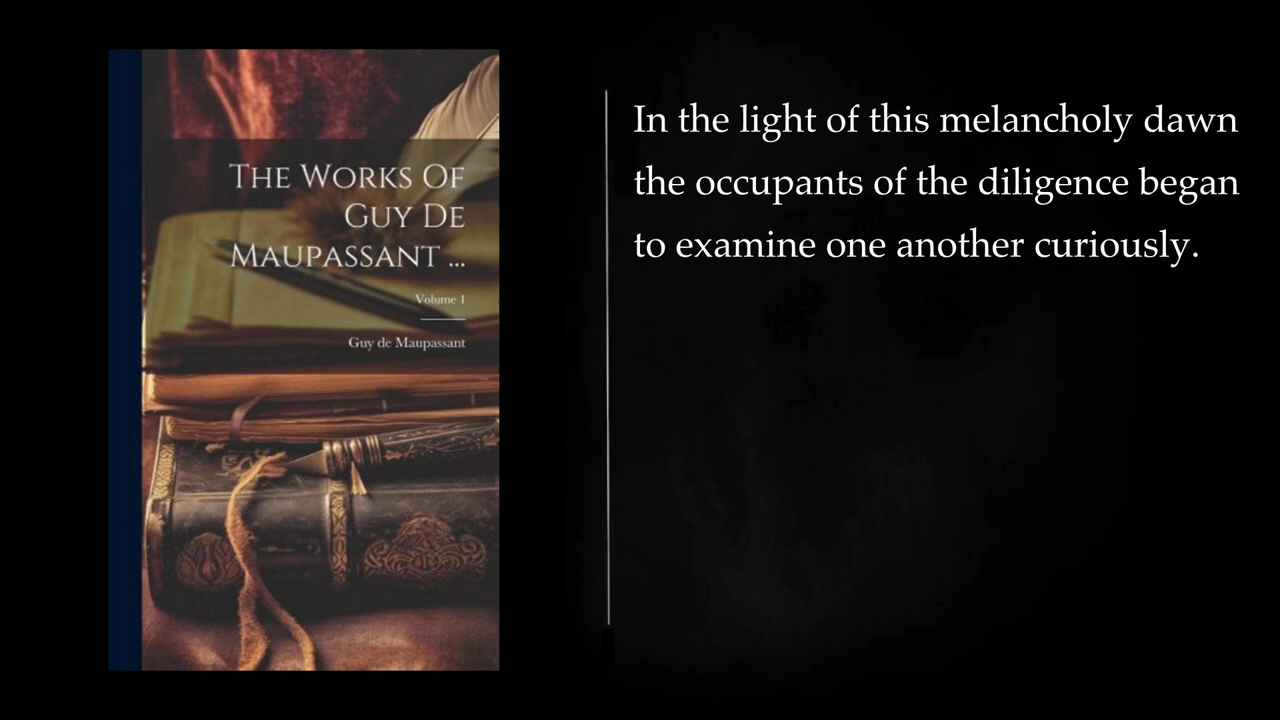 The Works Of
Guy De
Maupassant ...
Volume 1
Guy de Maupassant
In the light of this melancholy dawn
the occupants of the diligence began
to examine one another curiously.